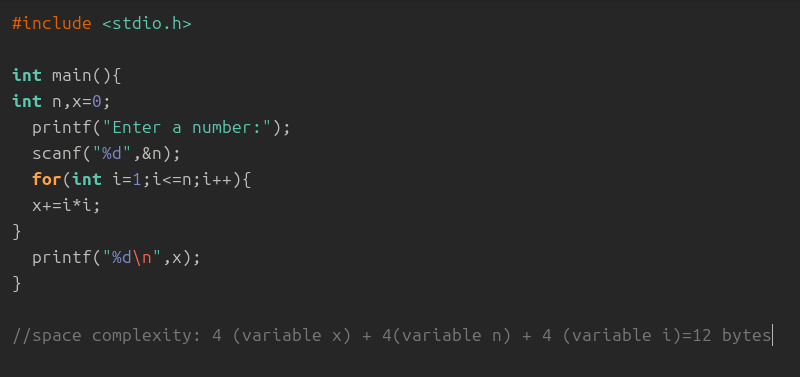 #include <stdio.h>
int main(){
int n,x=0;
printf("Enter a number:");
scanf("%d",&n);
for(int i=1;i<=n;i++){
x+=i*i;
}
printf("%d\n",x);
}
//space complexity: 4 (variable x) + 4(variable n) + 4 (variable i)=12 bytes